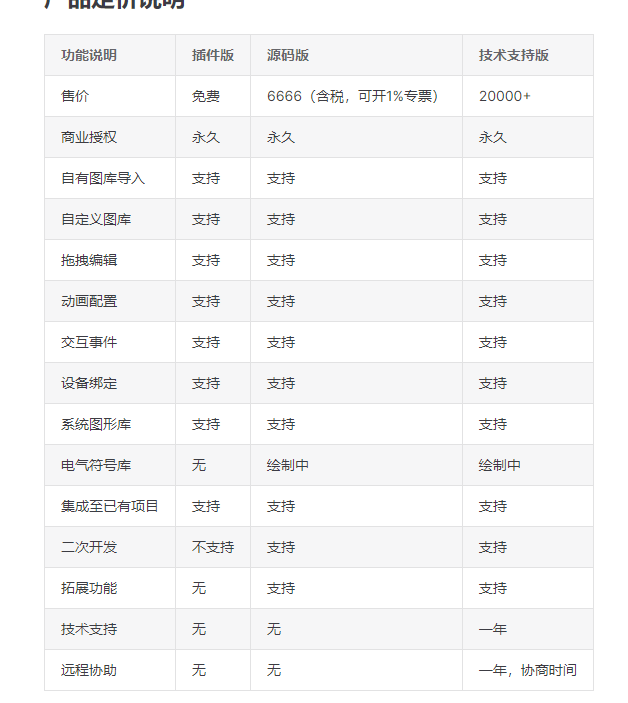 产品定价说明
功能说明 插件版 源码版 技术支持版
售价 免费 6666（含税，可开1%专票） 20000+
商业授权 永久 永久 永久
自有图库导入 支持 支持 支持
自定义图库 支持 支持 支持
拖拽编辑 支持 支持 支持
动画配置 支持 支持 支持
交互事件 支持 支持 支持
设备绑定 支持 支持 支持
系统图形库 支持 支持 支持
电气符号库 无 绘制中 绘制中
集成至已有项目 支持 支持 支持
二次开发 不支持 支持 支持
拓展功能 无 支持 支持
技术支持 无 无 一年
远程协助 无 无 一年，协商时间